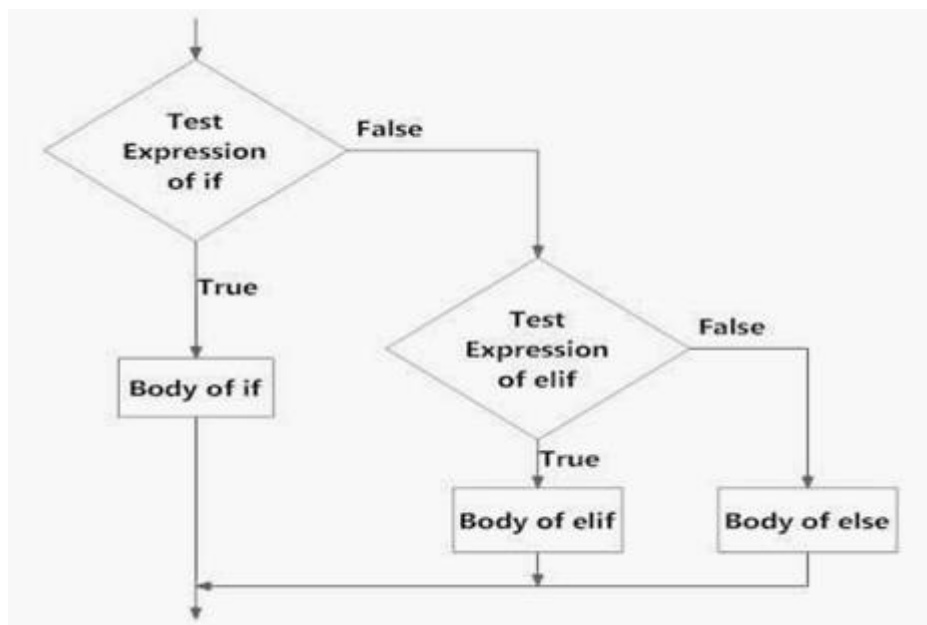 Test
Expression
of if
False
True
Body of if
Test
Expression
of elif
False
True
Body of elif
Body of else